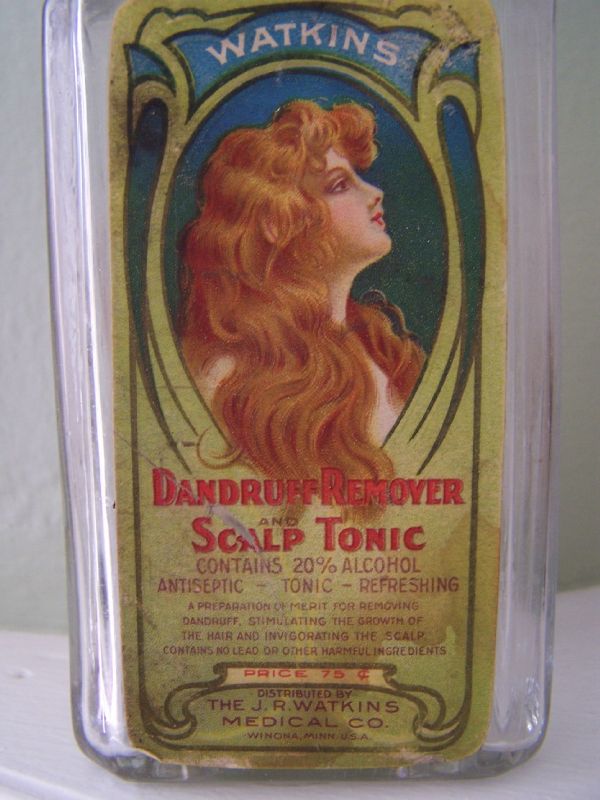 WATKINS
DANDRUFF REMOVER
AND
SCALP TONIC
CONTAINS 20% ALCOHOL
ANTISEPTIC - TONIC - REFRESHING
A PREPARATION OF MERIT FOR REMOVING
DANDRUFF, STIMULATING THE GROWTH OF
THE HAIR AND INVIGORATING THE SCALP.
CONTAINS NO LEAD OR OTHER HARMFUL INGREDIENTS
PRICE 75 ¢
DISTRIBUTED BY
THE J. R. WATKINS
MEDICAL CO.
WINONA, MINN. U.S.A.